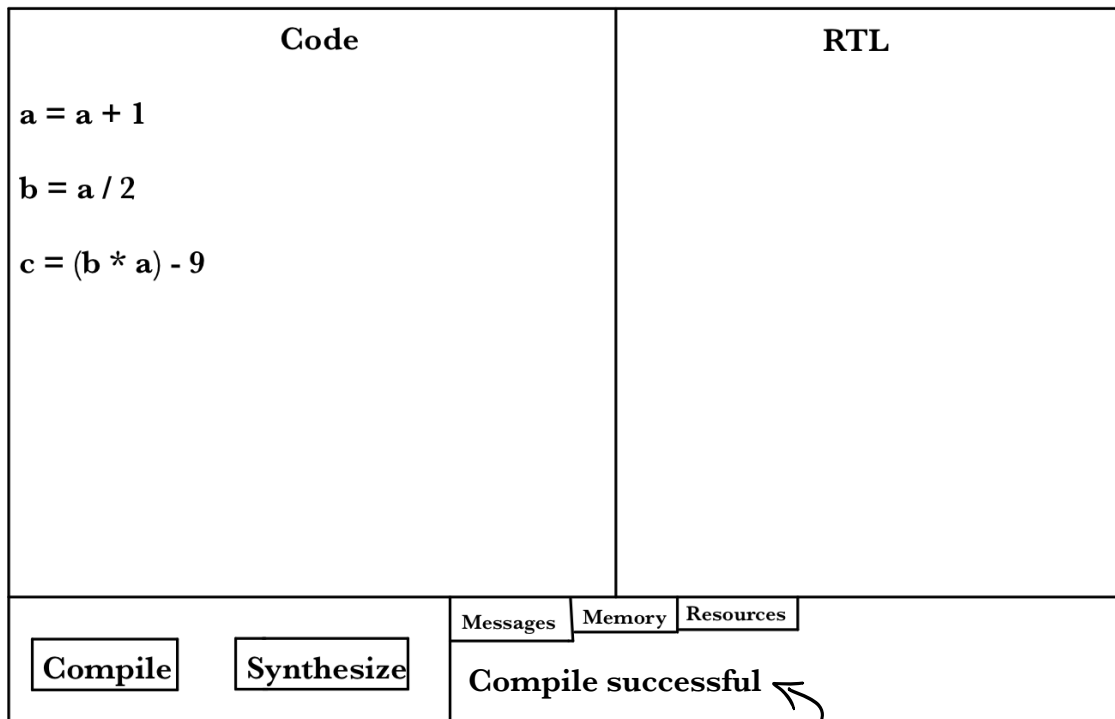 Code
a = a + 1
b = a / 2
c = (b * a) - 9
RTL
Compile
Synthesize
Messages
Memory
Resources
Compile successful